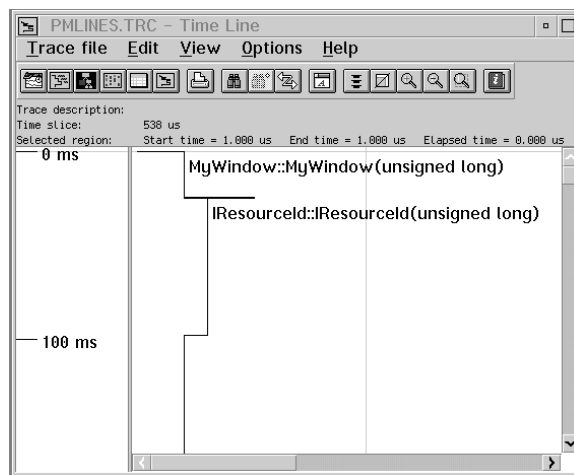 PMLINES.TRC - Time Line
Trace file Edit View Options Help
Trace description:
Time slice: 538 us
Selected region: Start time = 1.000 us End time = 1.000 us Elapsed time = 0.000 us
0 ms
MyWindow::MyWindow(unsigned long)
IResourceId::IResourceId(unsigned long)
100 ms